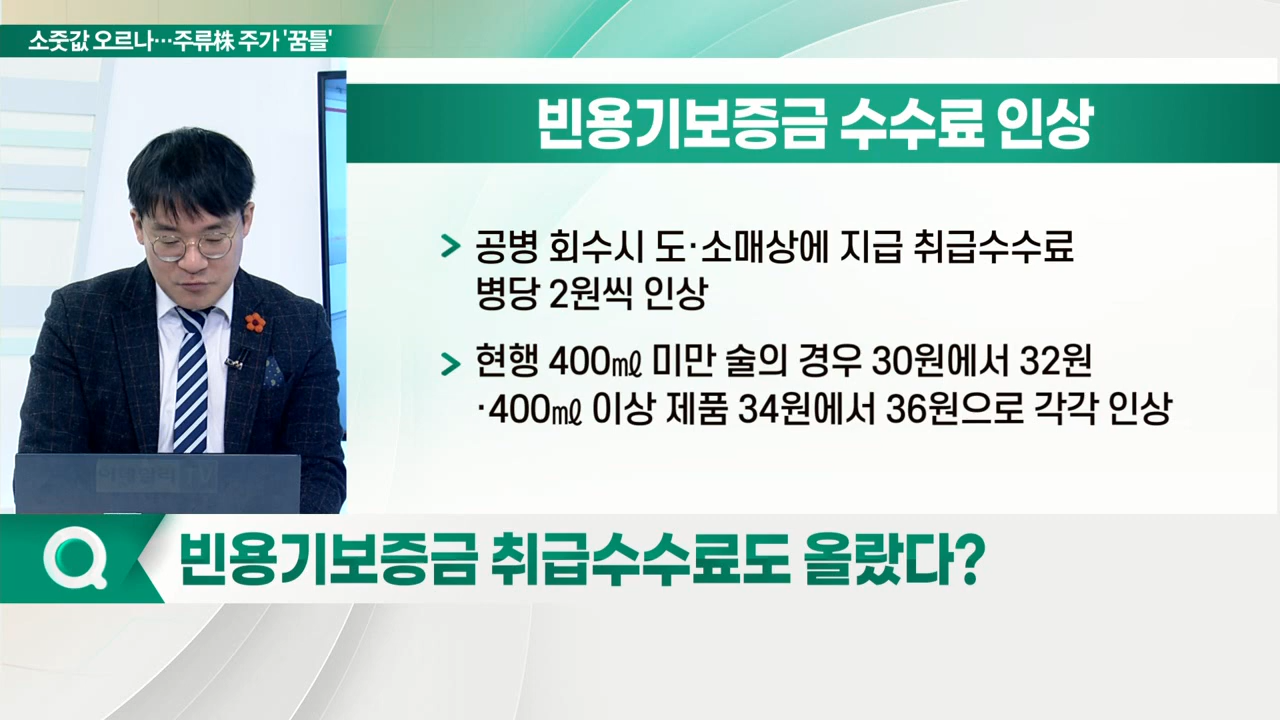 소줏값 오르나…주류株 주가 '꿈틀'
빈용기보증금 수수료 인상
> 공병 회수시 도·소매상에 지급 취급수수료
병당 2원씩 인상
> 현행 400㎖ 미만 술의 경우 30원에서 32원
·400㎖ 이상 제품 34원에서 36원으로 각각 인상
이데일리 TV
Q 빈용기보증금 취급수수료도 올랐다?